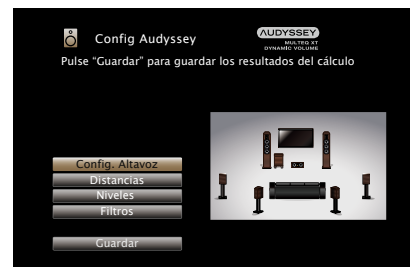 Config Audyssey
AUDYSSEY
MULTEQ XT
DYNAMIC VOLUME
Pulse “Guardar” para guardar los resultados del cálculo
Config. Altavoz
Distancias
Niveles
Filtros
Guardar